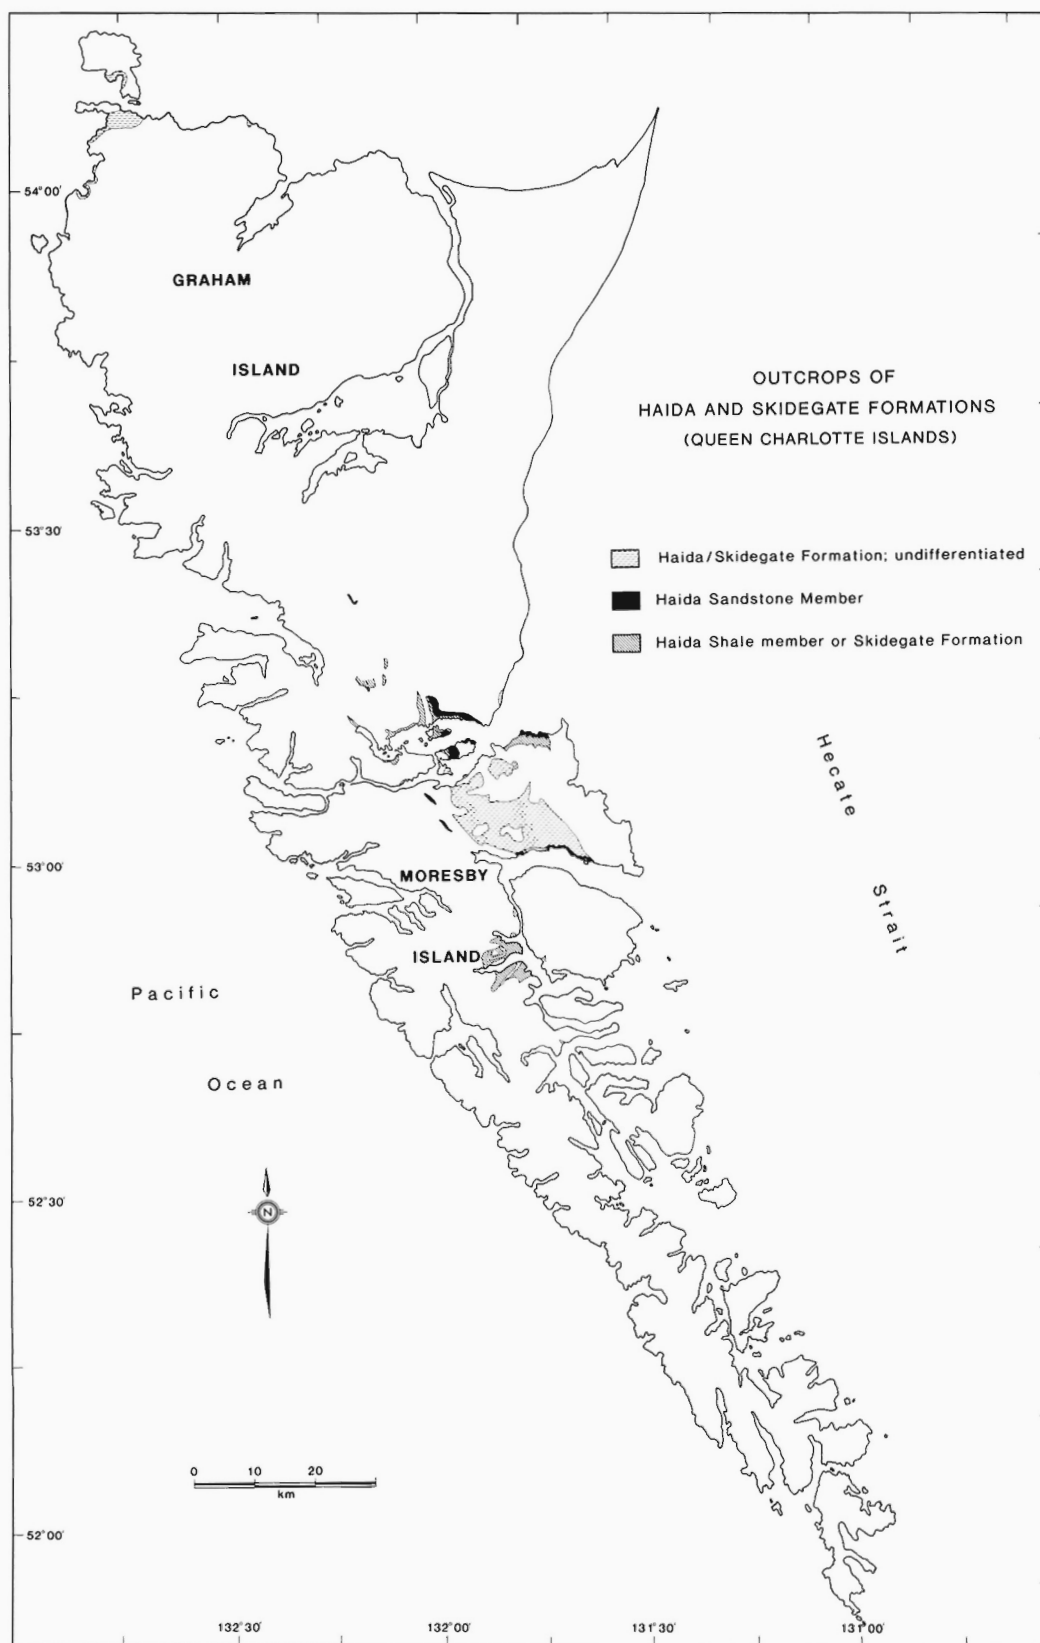 54°00'
GRAHAM
ISLAND
OUTCROPS OF
HAIDA AND SKIDEGATE FORMATIONS
(QUEEN CHARLOTTE ISLANDS)
53°30'
Haida/Skidegate Formation; undifferentiated
Haida Sandstone Member
Haida Shale member or Skidegate Formation
Hecate
Strait
53°00'
MORESBY
ISLAND
Pacific
Ocean
52°30'
N
0 10 20
km
52°00'
132°30' 132°00' 131°30' 131°00'